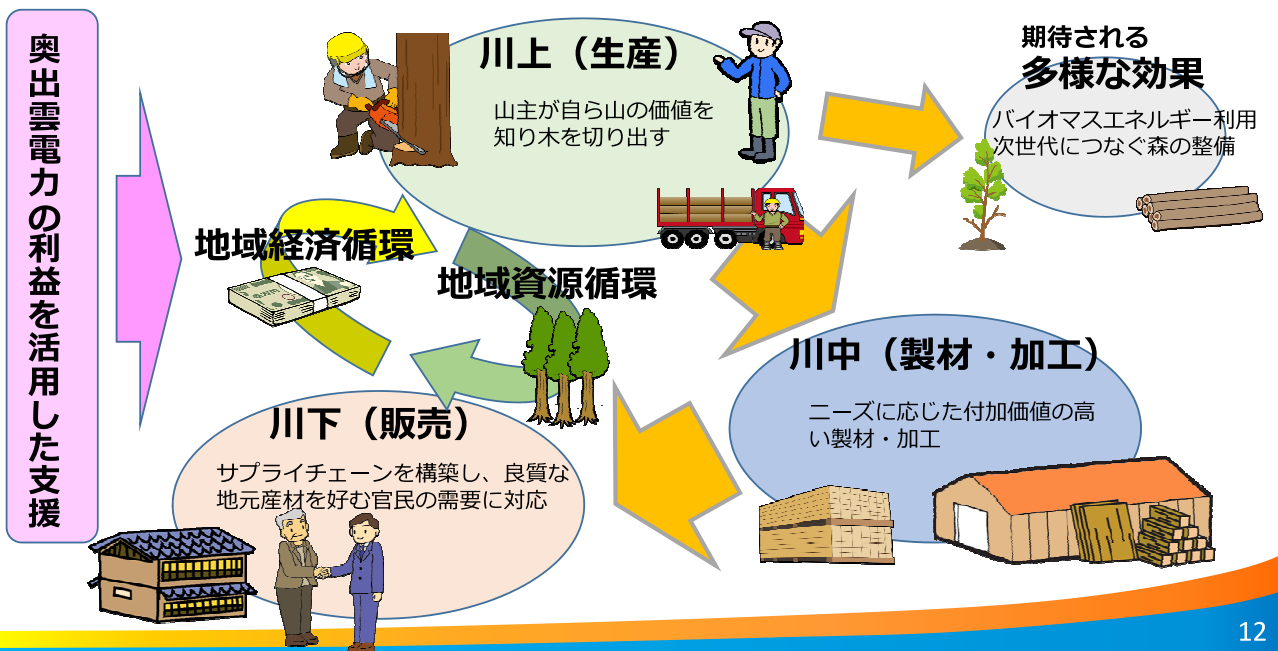 奥出雲電力の利益を活用した支援
川上（生産）
山主が自ら山の価値を
知り木を切り出す
期待される
多様な効果
バイオマスエネルギー利用
次世代につなぐ森の整備
地域経済循環
地域資源循環
川中（製材・加工）
ニーズに応じた付加価値の高
い製材・加工
川下（販売）
サプライチェーンを構築し、良質な
地元産材を好む官民の需要に対応
12